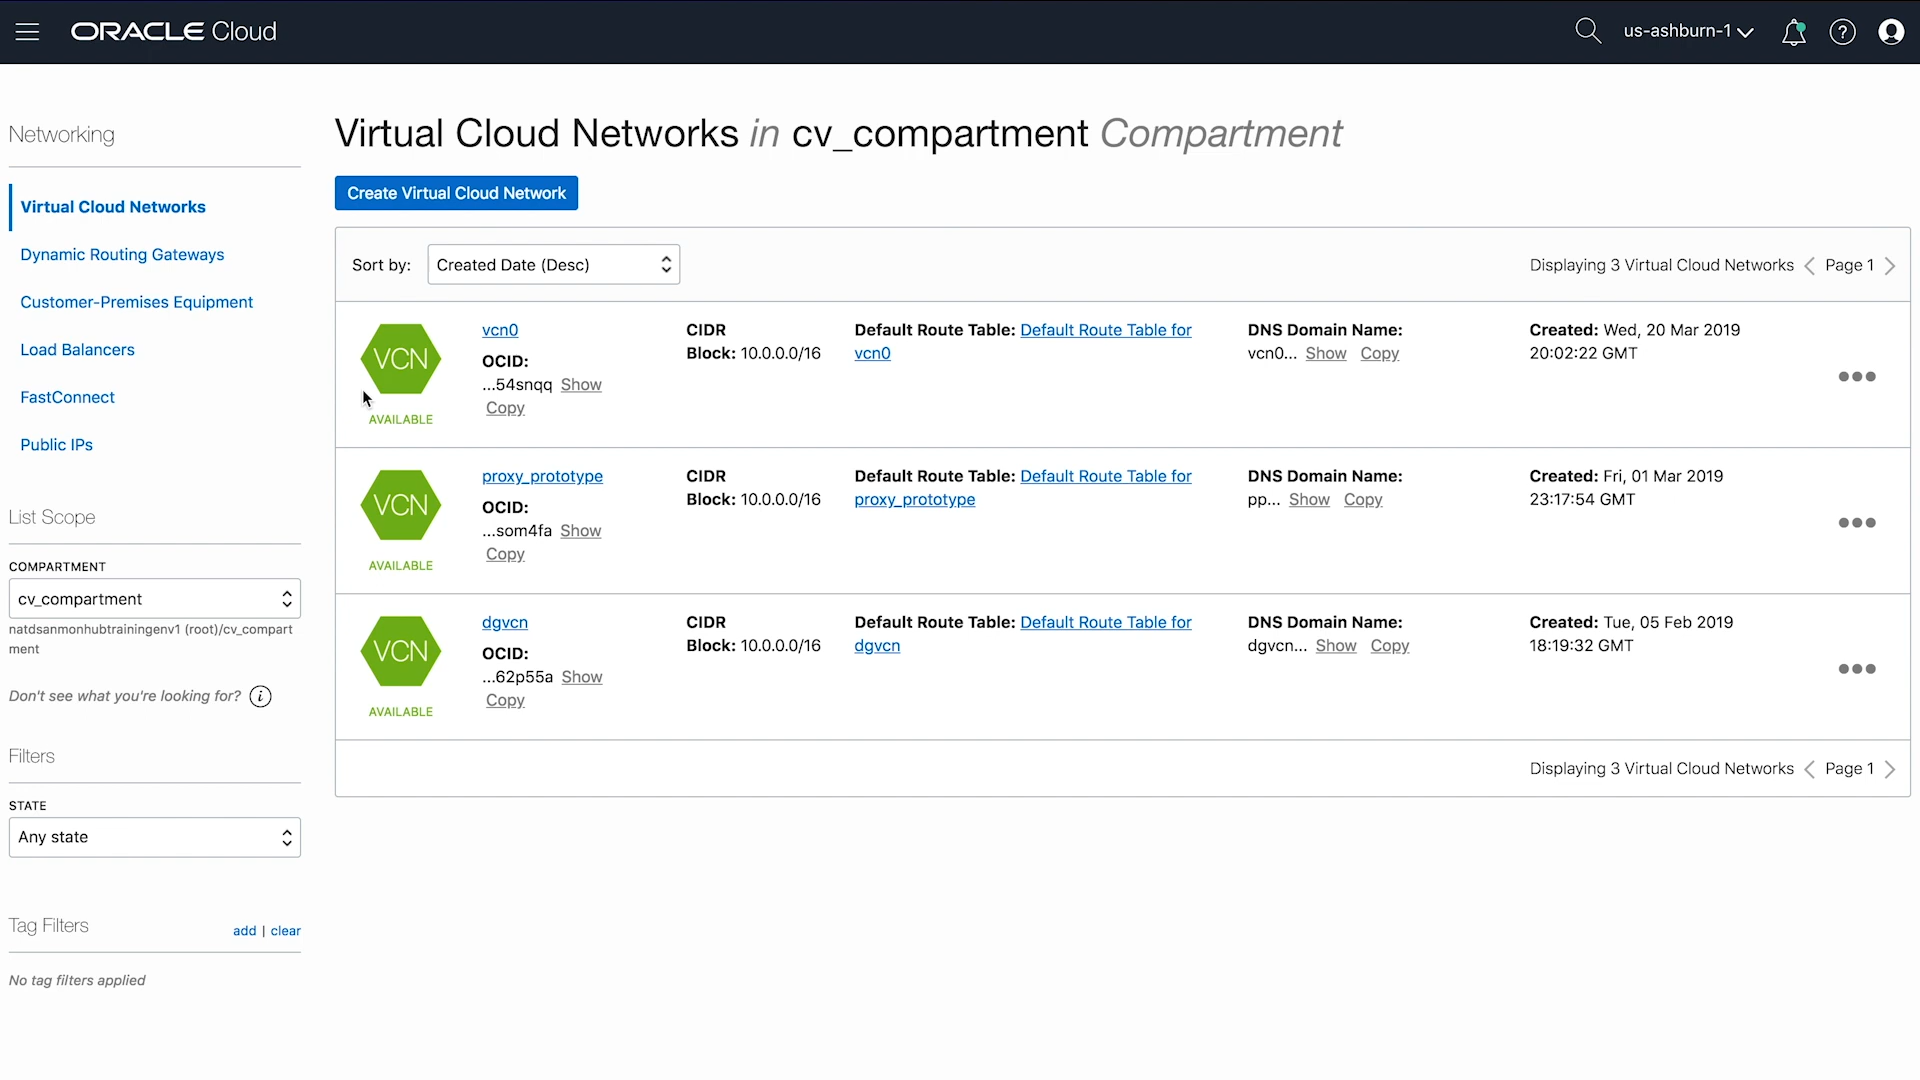 ORACLE Cloud
us-ashburn-1
Networking
Virtual Cloud Networks
Dynamic Routing Gateways
Customer-Premises Equipment
Load Balancers
FastConnect
Public IPs
List Scope
COMPARTMENT
cv_compartment
natdsanmonhubtrainingenv1 (root)/cv_compart
ment
Don't see what you're looking for?
Filters
STATE
Any state
Tag Filters
add | clear
No tag filters applied
Virtual Cloud Networks in cv_compartment Compartment
Create Virtual Cloud Network
Sort by: Created Date (Desc)
Displaying 3 Virtual Cloud Networks Page 1
VCN
AVAILABLE
vcn0
OCID:
...54snqq Show
Copy
CIDR
Block: 10.0.0.0/16
Default Route Table: Default Route Table for
vcn0
DNS Domain Name:
vcn0... Show Copy
Created: Wed, 20 Mar 2019
20:02:22 GMT
VCN
AVAILABLE
proxy_prototype
OCID:
...som4fa Show
Copy
CIDR
Block: 10.0.0.0/16
Default Route Table: Default Route Table for
proxy_prototype
DNS Domain Name:
pp... Show Copy
Created: Fri, 01 Mar 2019
23:17:54 GMT
VCN
AVAILABLE
dgvcn
OCID:
...62p55a Show
Copy
CIDR
Block: 10.0.0.0/16
Default Route Table: Default Route Table for
dgvcn
DNS Domain Name:
dgvcn... Show Copy
Created: Tue, 05 Feb 2019
18:19:32 GMT
Displaying 3 Virtual Cloud Networks Page 1